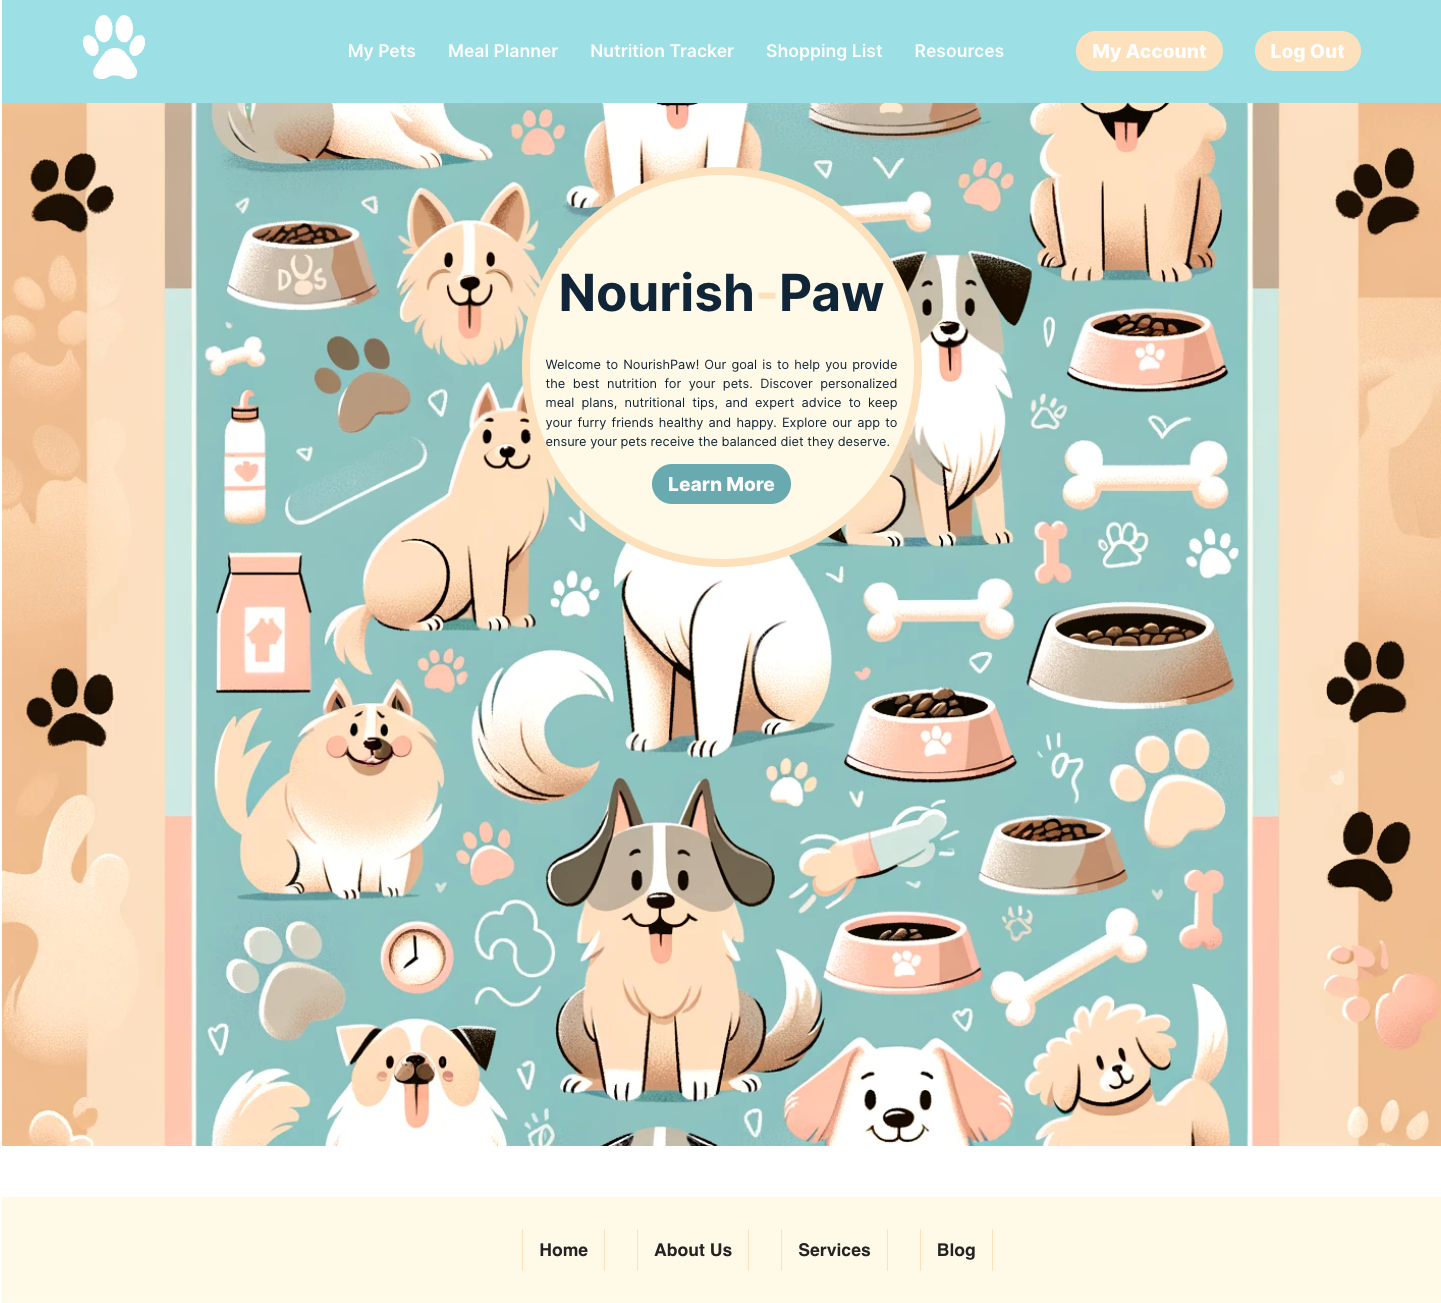 My Pets Meal Planner Nutrition Tracker Shopping List Resources My Account Log Out
Nourish-Paw
Welcome to NourishPaw! Our goal is to help you provide
the best nutrition for your pets. Discover personalized
meal plans, nutritional tips, and expert advice to keep
your furry friends healthy and happy. Explore our app to
ensure your pets receive the balanced diet they deserve.
Learn More
Home About Us Services Blog